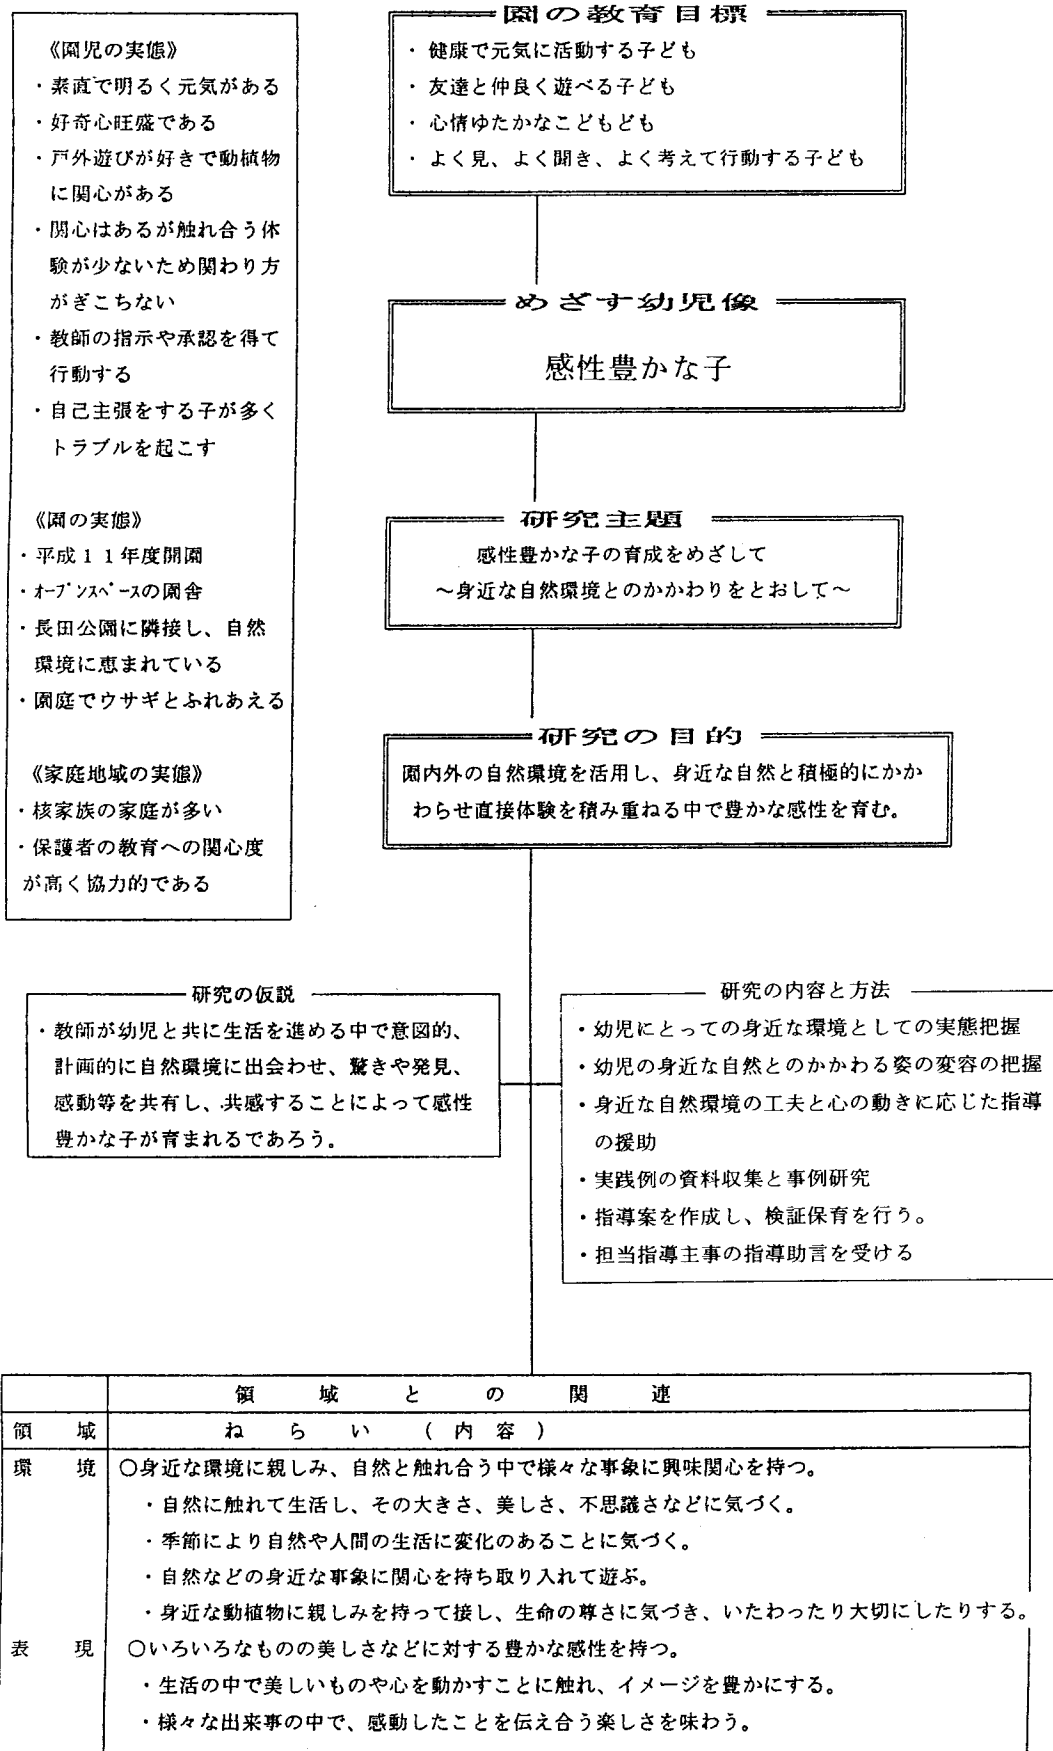 《園児の実態》
・素直で明るく元気がある
・好奇心旺盛である
・戸外遊びが好きで動植物
に関心がある
・関心はあるが触れ合う体
験が少ないため関わり方
がぎこちない
・教師の指示や承認を得て
行動する
・自己主張をする子が多く
トラブルを起こす
《園の実態》
・平成１１年度開園
・ｵｰﾌﾟﾝｽﾍﾟｰｽの園舎
・長田公園に隣接し、自然
環境に恵まれている
・園庭でウサギとふれあえる
《家庭地域の実態》
・核家族の家庭が多い
・保護者の教育への関心度
が高く協力的である
園の教育目標
・健康で元気に活動する子ども
・友達と仲良く遊べる子ども
・心情ゆたかなこどもども
・よく見、よく聞き、よく考えて行動する子ども
めざす幼児像
感性豊かな子
研究主題
感性豊かな子の育成をめざして
～身近な自然環境とのかかわりをとおして～
研究の目的
園内外の自然環境を活用し、身近な自然と積極的にかか
わらせ直接体験を積み重ねる中で豊かな感性を育む。
研究の仮説
・教師が幼児と共に生活を進める中で意図的、
計画的に自然環境に出会わせ、驚きや発見、
感動等を共有し、共感することによって感性
豊かな子が育まれるであろう。
研究の内容と方法
・幼児にとっての身近な環境としての実態把握
・幼児の身近な自然とのかかわる姿の変容の把握
・身近な自然環境の工夫と心の動きに応じた指導
の援助
・実践例の資料収集と事例研究
・指導案を作成し、検証保育を行う。
・担当指導主事の指導助言を受ける
領域との関連
領域 ねらい（内容）
環境 〇身近な環境に親しみ、自然と触れ合う中で様々な事象に興味関心を持つ。
・自然に触れて生活し、その大きさ、美しさ、不思議さなどに気づく。
・季節により自然や人間の生活に変化のあることに気づく。
・自然などの身近な事象に関心を持ち取り入れて遊ぶ。
・身近な動植物に親しみを持って接し、生命の尊さに気づき、いたわったり大切にしたりする。
表現 〇いろいろなものの美しさなどに対する豊かな感性を持つ。
・生活の中で美しいものや心を動かすことに触れ、イメージを豊かにする。
・様々な出来事の中で、感動したことを伝え合う楽しさを味わう。